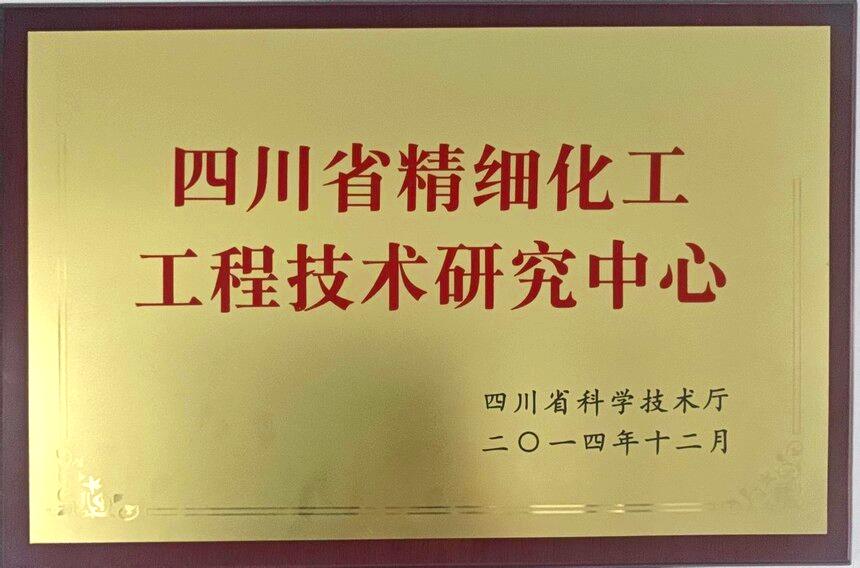 四川省精细化工
工程技术研究中心
四川省科学技术厅
二〇一四年十二月